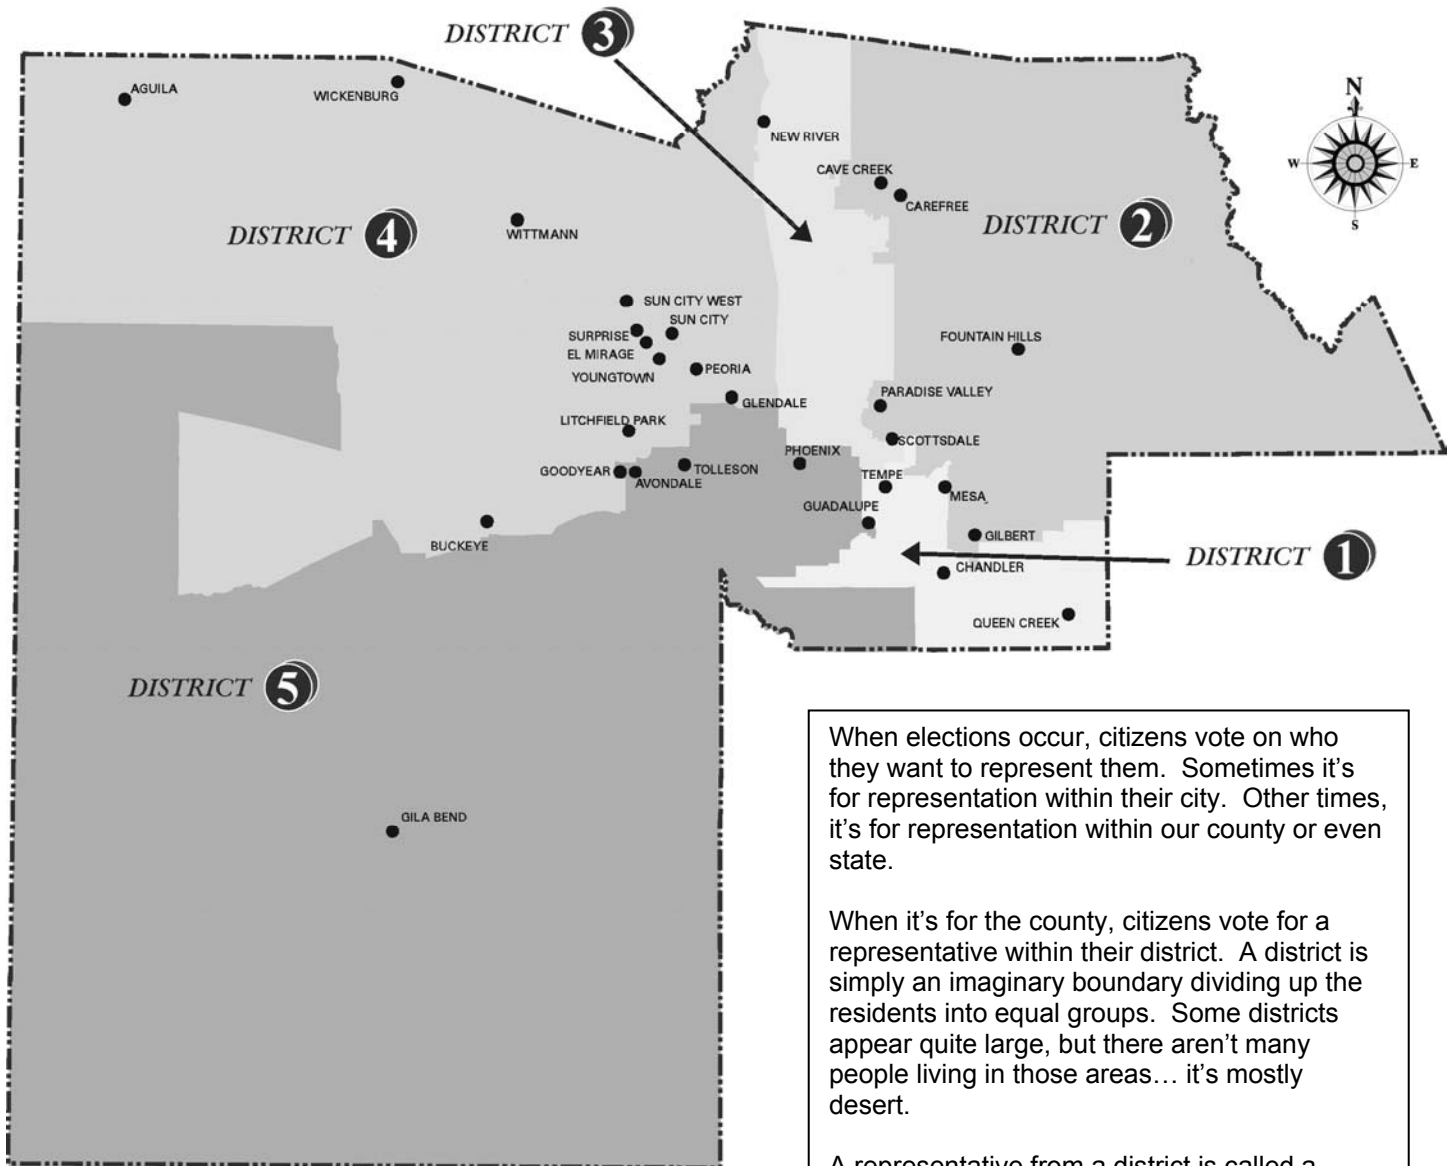 DISTRICT 3
AGUILA
WICKENBURG
NEW RIVER
N
W
E
S
CAVE CREEK
CAREFREE
DISTRICT 4
WITTMANN
DISTRICT 2
SUN CITY WEST
SUN CITY
SURPRISE
EL MIRAGE
YOUNGTOWN
PEORIA
FOUNTAIN HILLS
GLENDALE
PARADISE VALLEY
LITCHFIELD PARK
SCOTTSDALE
PHOENIX
GOODYEAR
AVONDALE
TOLLESON
TEMPE
MESA
GUADALUPE
BUCKEYE
GILBERT
CHANDLER
DISTRICT 1
QUEEN CREEK
DISTRICT 5
GILA BEND
When elections occur, citizens vote on who
they want to represent them. Sometimes it’s
for representation within their city. Other times,
it’s for representation within our county or even
state.
When it’s for the county, citizens vote for a
representative within their district. A district is
simply an imaginary boundary dividing up the
residents into equal groups. Some districts
appear quite large, but there aren’t many
people living in those areas… it’s mostly
desert.
A representative from a district is called a